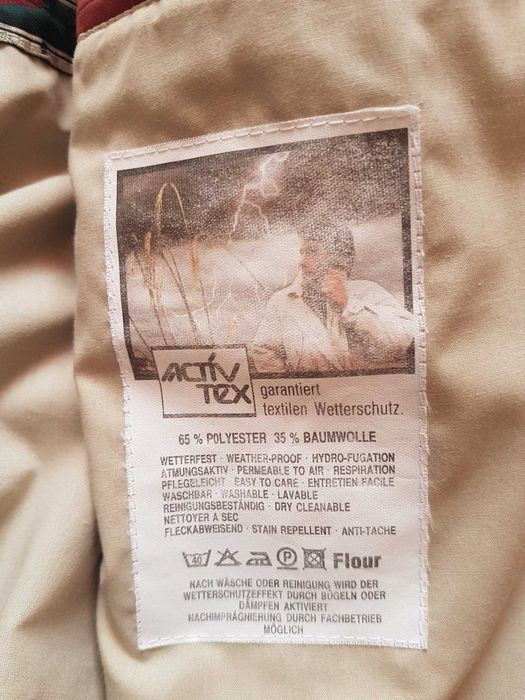 ACTIV
TEX
garantiert
textilen Wetterschutz.
65 % POLYESTER 35 % BAUMWOLLE
WETTERFEST · WEATHER-PROOF · HYDRO-FUGATION
ATMUNGSAKTIV · PERMEABLE TO AIR · RESPIRATION
PFLEGELEICHT · EASY TO CARE · ENTRETIEN FACILE
WASCHBAR · WASHABLE · LAVABLE
REINIGUNGSBESTÄNDIG · DRY CLEANABLE
NETTOYER A SEC
FLECKABWEISEND · STAIN REPELLENT · ANTI-TACHE
40 P Flour
NACH WÄSCHE ODER REINIGUNG WIRD DER
WETTERSCHUTZEFFEKT DURCH BÜGELN ODER
DÄMPFEN AKTIVIERT
NACHIMPRÄGNIERUNG DURCH FACHBETRIEB
MÖGLICH